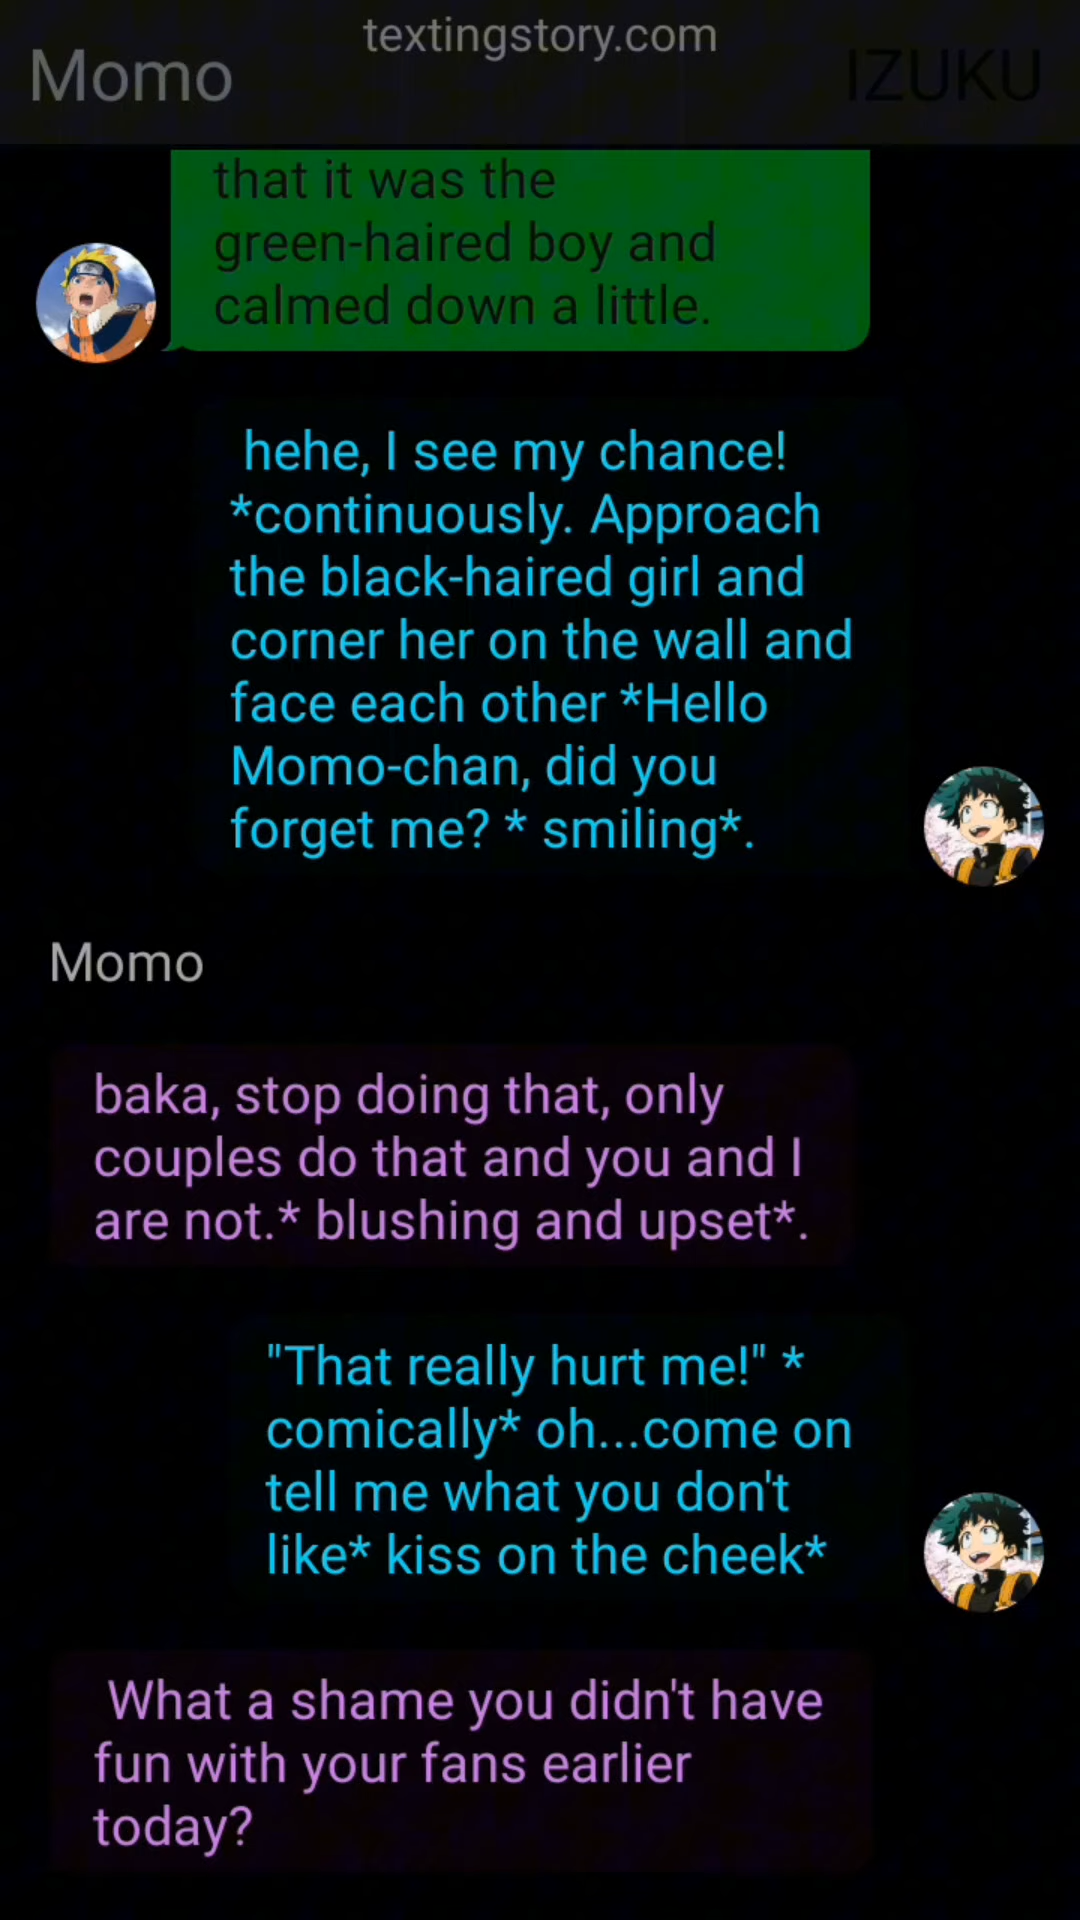 textingstory.com
Momo
IZUKU
that it was the
green-haired boy and
calmed down a little.
hehe, I see my chance!
*continuously. Approach
the black-haired girl and
corner her on the wall and
face each other *Hello
Momo-chan, did you
forget me? * smiling*.
Momo
baka, stop doing that, only
couples do that and you and I
are not.* blushing and upset*.
"That really hurt me!" *
comically* oh...come on
tell me what you don't
like* kiss on the cheek*
What a shame you didn't have
fun with your fans earlier
today?